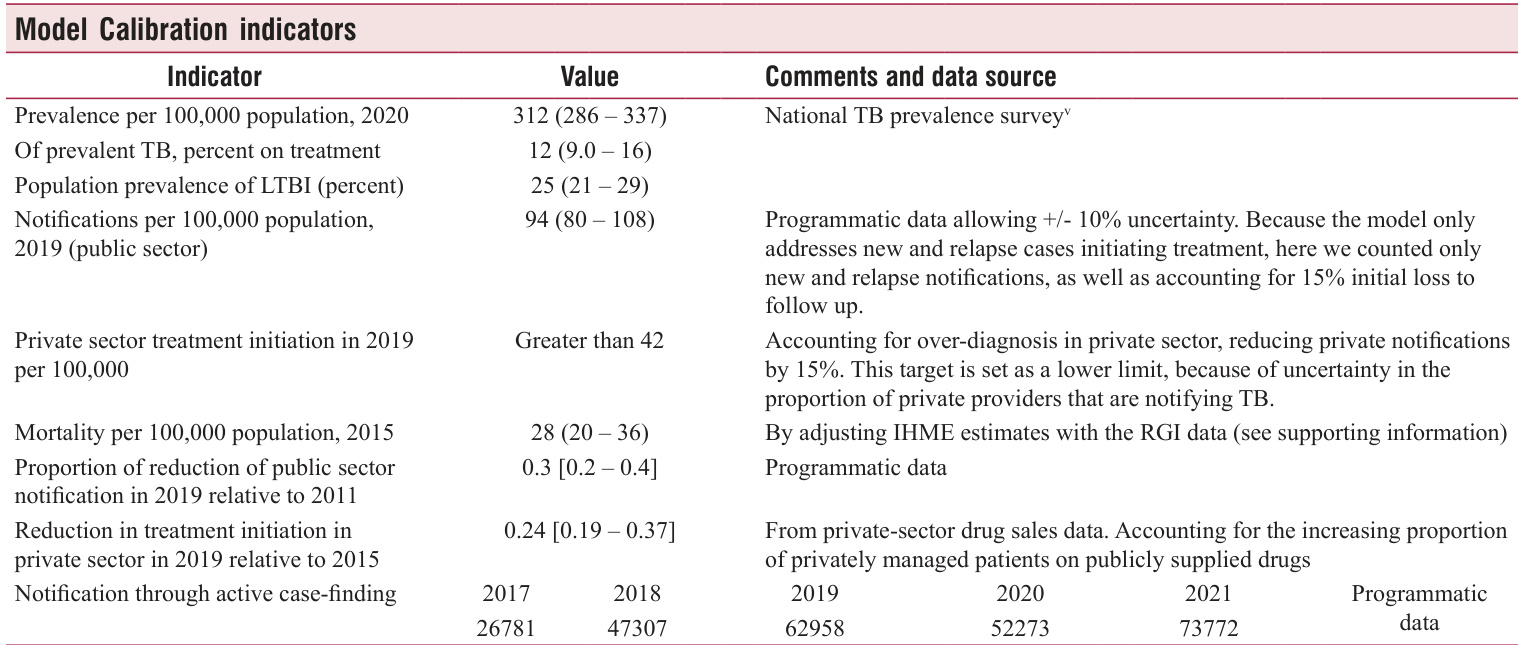 Model Calibration indicators
Indicator Value Comments and data source
Prevalence per 100,000 population, 2020 312 (286 – 337) National TB prevalence surveyᵛ
Of prevalent TB, percent on treatment 12 (9.0 – 16)
Population prevalence of LTBI (percent) 25 (21 – 29)
Notifications per 100,000 population, 94 (80 – 108) Programmatic data allowing +/- 10% uncertainty. Because the model only
2019 (public sector) addresses new and relapse cases initiating treatment, here we counted only
new and relapse notifications, as well as accounting for 15% initial loss to
follow up.
Private sector treatment initiation in 2019 Greater than 42 Accounting for over-diagnosis in private sector, reducing private notifications
per 100,000 by 15%. This target is set as a lower limit, because of uncertainty in the
proportion of private providers that are notifying TB.
Mortality per 100,000 population, 2015 28 (20 – 36) By adjusting IHME estimates with the RGI data (see supporting information)
Proportion of reduction of public sector 0.3 [0.2 – 0.4] Programmatic data
notification in 2019 relative to 2011
Reduction in treatment initiation in 0.24 [0.19 – 0.37] From private-sector drug sales data. Accounting for the increasing proportion
private sector in 2019 relative to 2015 of privately managed patients on publicly supplied drugs
Notification through active case-finding 2017 2018 2019 2020 2021 Programmatic
data
26781 47307 62958 52273 73772